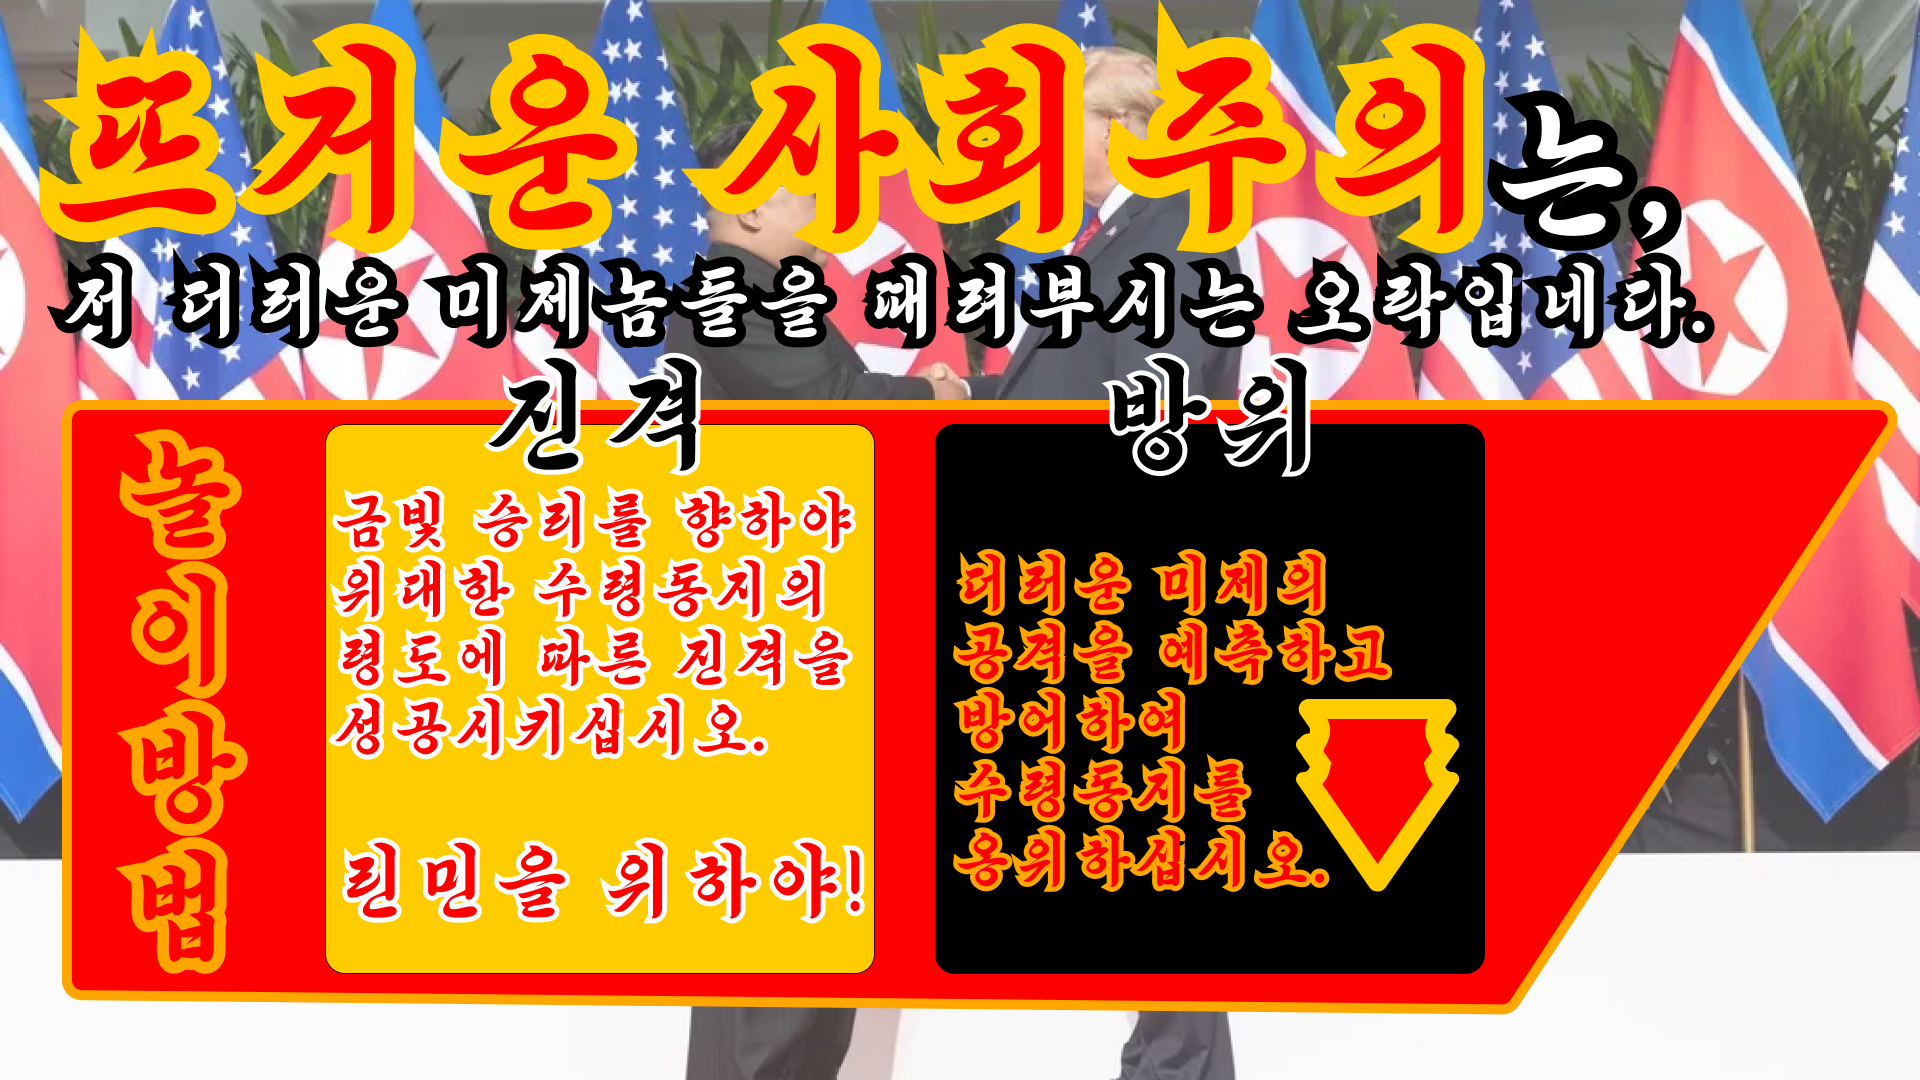 뜨거운 사회주의는,
저 더러운 미제놈들을 때려부시는 오락입네다.
놀이방법
진격
금빛 승리를 향하야
위대한 수령동지의
령도에 따른 진격을
성공시키십시오.
린민을 위하야!
방위
더러운 미제의
공격을 예측하고
방어하여
수령동지를
옹위하십시오.